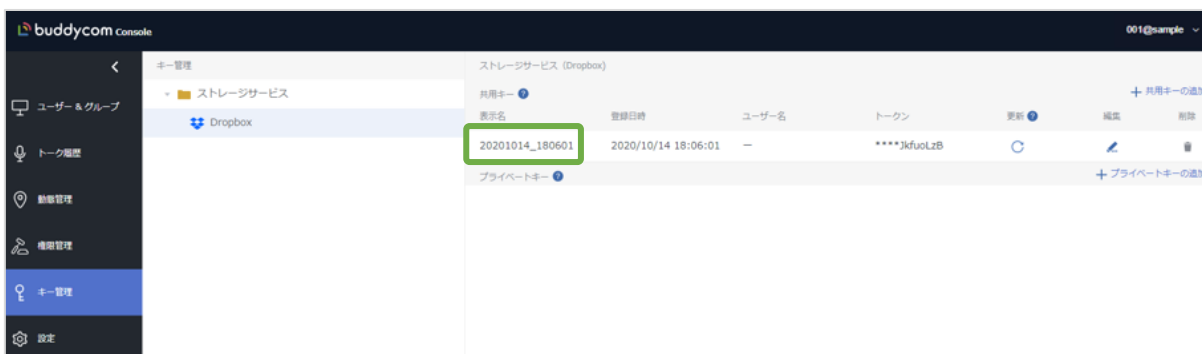 buddycom Console
001@sample
キー管理
ストレージサービス (Dropbox)
ストレージサービス
共用キー
共用キーの追加
ユーザー & グループ
Dropbox
表示名 登録日時 ユーザー名 トークン 更新 編集 削除
トーク履歴
20201014_180601 2020/10/14 18:06:01 — ****JkfuoLzB
プライベートキー
プライベートキーの追加
動態管理
権限管理
キー管理
設定